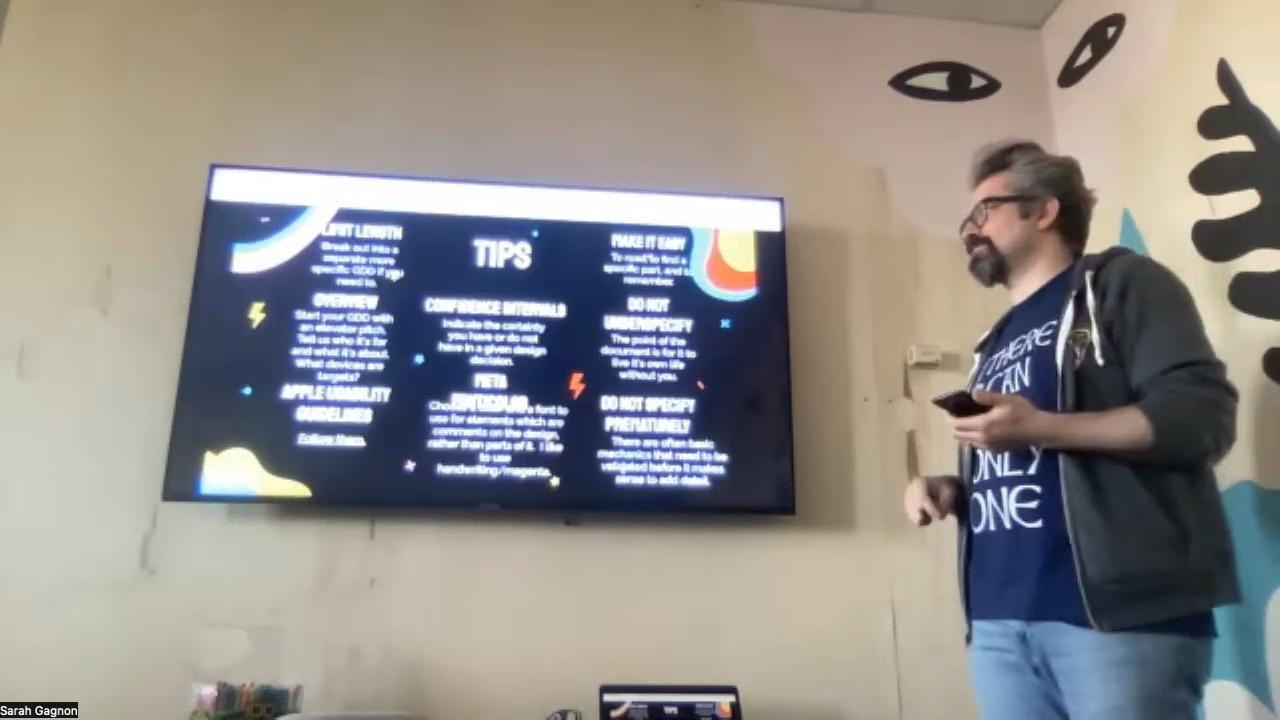 LIMIT LENGTH
Break out into a
separate more
specific GDD if you
need to.
OVERVIEW
Start your GDD with
an elevator pitch.
Tell us who it's for
and what it's about.
What devices are
targets?
APPLE USABILITY
GUIDELINES
Follow them.
TIPS
CONFIDENCE INTERVALS
Indicate the certainty
you have or do not
have in a given design
decision.
META
a font to
use for elements which are
comments on the design,
rather than parts of it. I like
to use
handwriting/magenta.
MAKE IT EASY
To read/to find a
specific part, and to
remember.
DO NOT
UNDERSPECIFY
The point of the
document is for it to
live it's own life
without you.
DO NOT SPECIFY
PREMATURELY
There are often basic
mechanics that need to be
validated before it makes
sense to add detail.
THERE
CAN
ONLY
ONE
TIPS
Sarah Gagnon